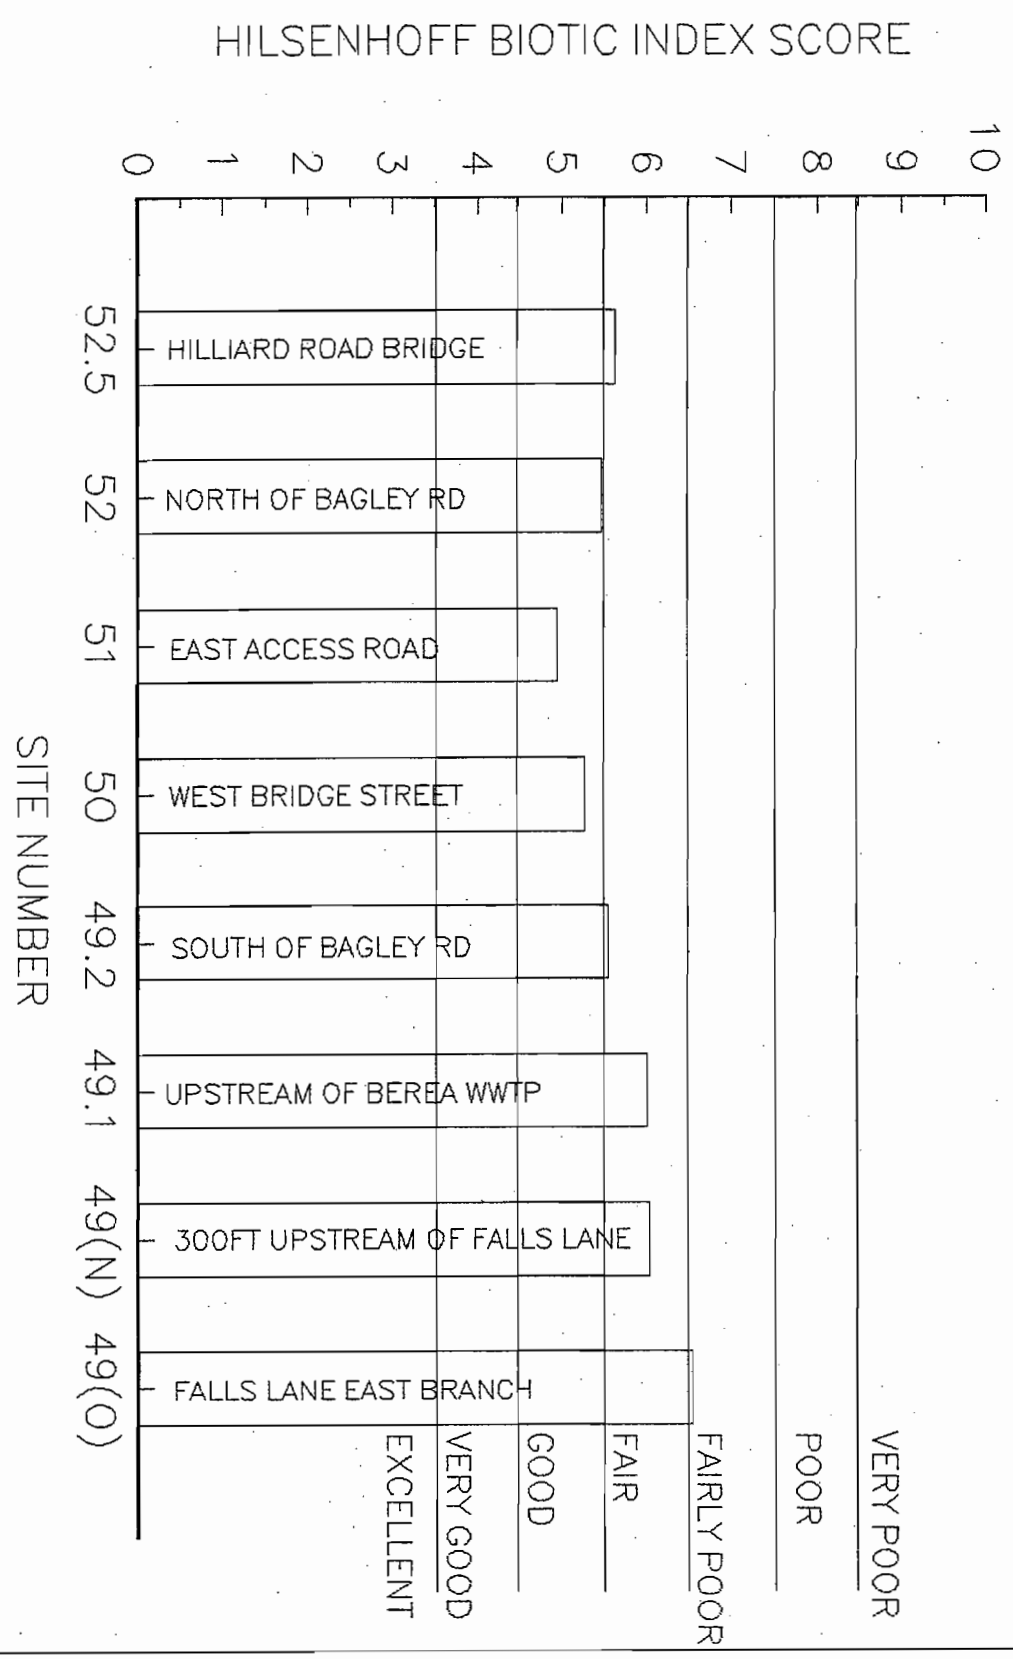 HILSENHOFF BIOTIC INDEX SCORE
10
9
8
7
6
5
4
3
2
1
0
VERY POOR
POOR
FAIRLY POOR
FAIR
GOOD
VERY GOOD
EXCELLENT
HILLIARD ROAD BRIDGE
NORTH OF BAGLEY RD
EAST ACCESS ROAD
WEST BRIDGE STREET
SOUTH OF BAGLEY RD
UPSTREAM OF BEREA WWTP
300FT UPSTREAM OF FALLS LANE
FALLS LANE EAST BRANCH
52.5 52 51 50 49.2 49.1 49(N) 49(O)
SITE NUMBER